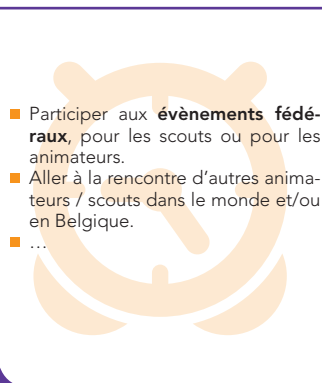 Participer aux évènements fédé-
raux, pour les scouts ou pour les
animateurs.
Aller à la rencontre d'autres anima-
teurs / scouts dans le monde et/ou
en Belgique.
…